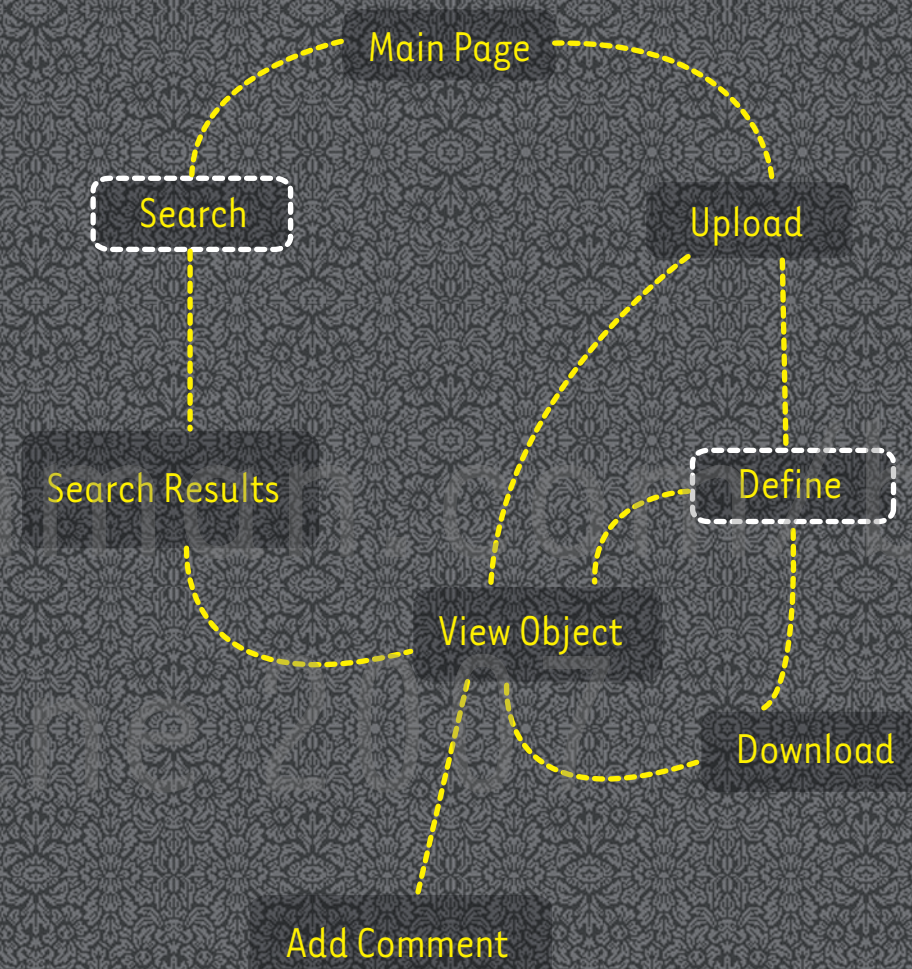 Main Page
Search
Upload
Search Results
Define
View Object
Download
Add Comment